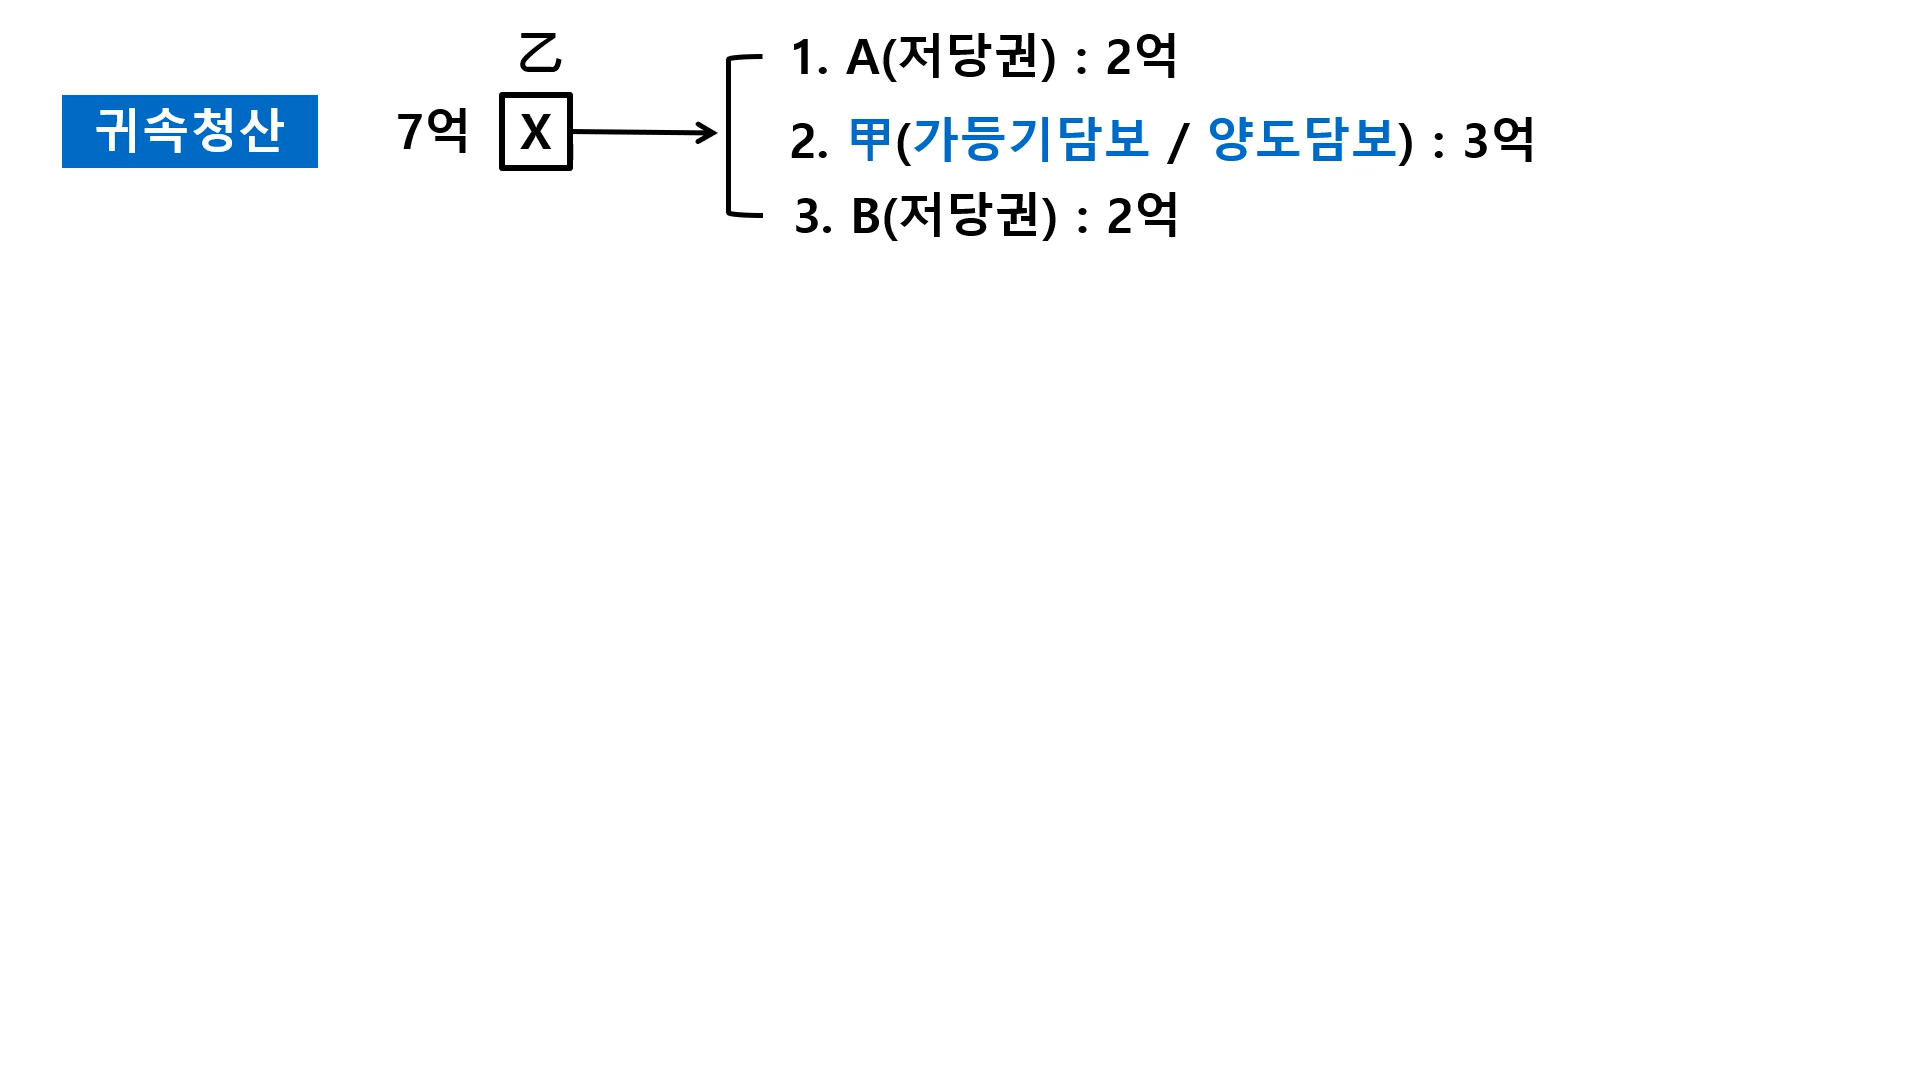 乙
1. A(저당권) : 2억
귀속청산 7억 X 2. 甲(가등기담보 / 양도담보) : 3억
3. B(저당권) : 2억